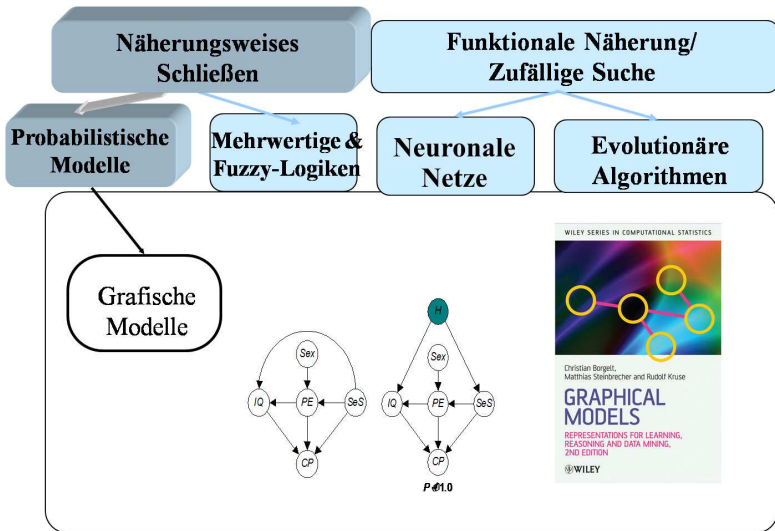 Näherungsweises
Schließen
Funktionale Näherung/
Zufällige Suche
Probabilistische
Modelle
Mehrwertige &
Fuzzy-Logiken
Neuronale
Netze
Evolutionäre
Algorithmen
Grafische
Modelle
Sex
IQ
PE
SeS
CP
H
Sex
IQ
PE
SeS
CP
WILEY SERIES IN COMPUTATIONAL STATISTICS
Christian Borgelt,
Matthias Steinbrecher and Rudolf Kruse
GRAPHICAL
MODELS
REPRESENTATIONS FOR LEARNING,
REASONING AND DATA MINING,
2ND EDITION
WILEY